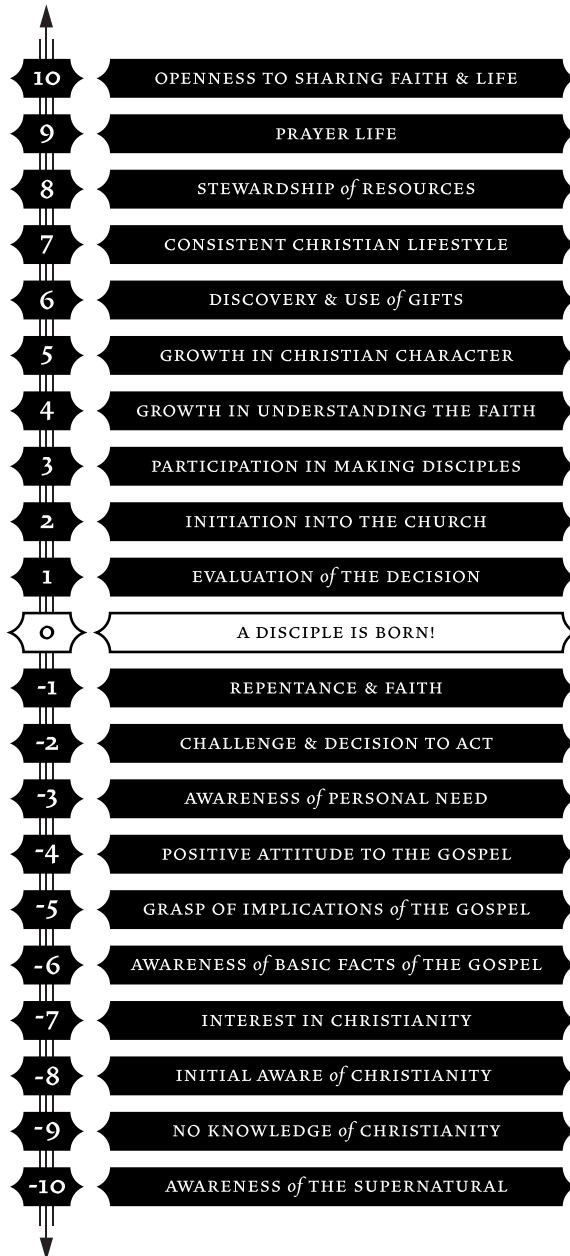 10 OPENNESS TO SHARING FAITH & LIFE
9 PRAYER LIFE
8 STEWARDSHIP of RESOURCES
7 CONSISTENT CHRISTIAN LIFESTYLE
6 DISCOVERY & USE of GIFTS
5 GROWTH IN CHRISTIAN CHARACTER
4 GROWTH IN UNDERSTANDING THE FAITH
3 PARTICIPATION IN MAKING DISCIPLES
2 INITIATION INTO THE CHURCH
1 EVALUATION of THE DECISION
0 A DISCIPLE IS BORN!
-1 REPENTANCE & FAITH
-2 CHALLENGE & DECISION TO ACT
-3 AWARENESS of PERSONAL NEED
-4 POSITIVE ATTITUDE TO THE GOSPEL
-5 GRASP OF IMPLICATIONS of THE GOSPEL
-6 AWARENESS of BASIC FACTS of THE GOSPEL
-7 INTEREST IN CHRISTIANITY
-8 INITIAL AWARE of CHRISTIANITY
-9 NO KNOWLEDGE of CHRISTIANITY
-10 AWARENESS of THE SUPERNATURAL